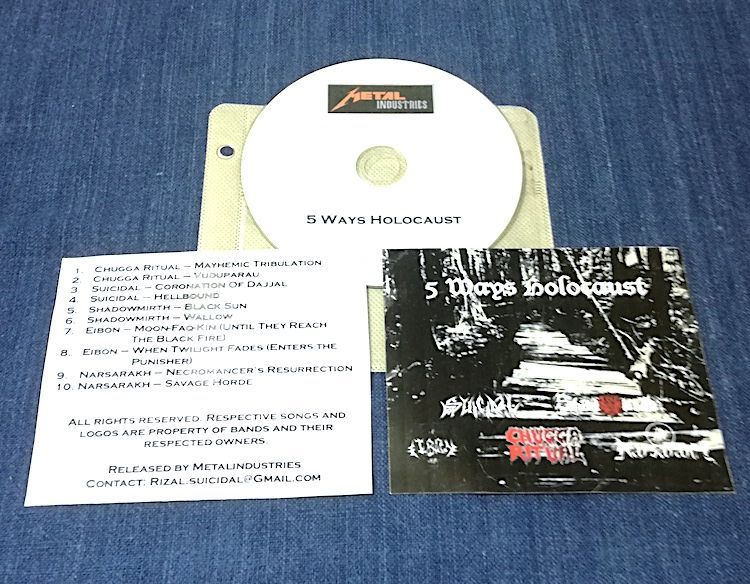 METAL
INDUSTRIES
5 WAYS HOLOCAUST
1. CHUGGA RITUAL – MAYHEMIC TRIBULATION
2. CHUGGA RITUAL – VUDUPARAU
3. SUICIDAL – CORONATION OF DAJJAL
4. SUICIDAL – HELLBOUND
5. SHADOWMIRTH – BLACK SUN
6. SHADOWMIRTH – WALLOW
7. EIBON – MOON-FAQ-KIN (UNTIL THEY REACH
THE BLACK FIRE)
8. EIBON – WHEN TWILIGHT FADES (ENTERS THE
PUNISHER)
9. NARSARAKH – NECROMANCER'S RESURRECTION
10. NARSARAKH – SAVAGE HORDE
ALL RIGHTS RESERVED. RESPECTIVE SONGS AND
LOGOS ARE PROPERTY OF BANDS AND THEIR
RESPECTED OWNERS.
RELEASED BY METALINDUSTRIES
CONTACT: RIZAL.SUICIDAL@GMAIL.COM
5 Ways Holocaust
SUICIDAL
EIBON
CHUGGA
RITUAL